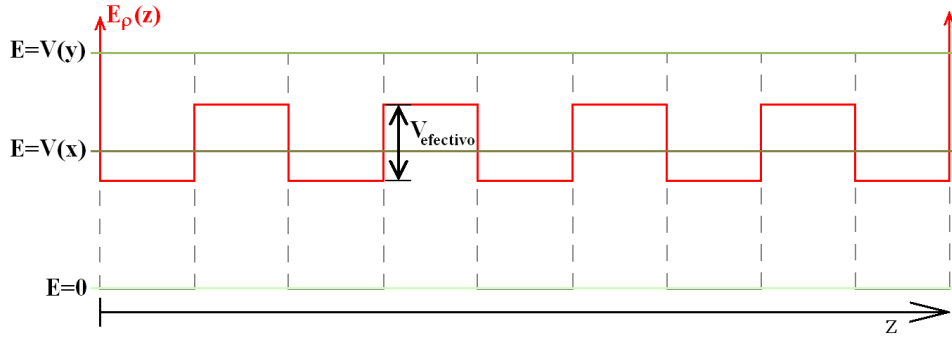 Eρ(z)
E=V(y)
Vefectivo
E=V(x)
E=0
Z